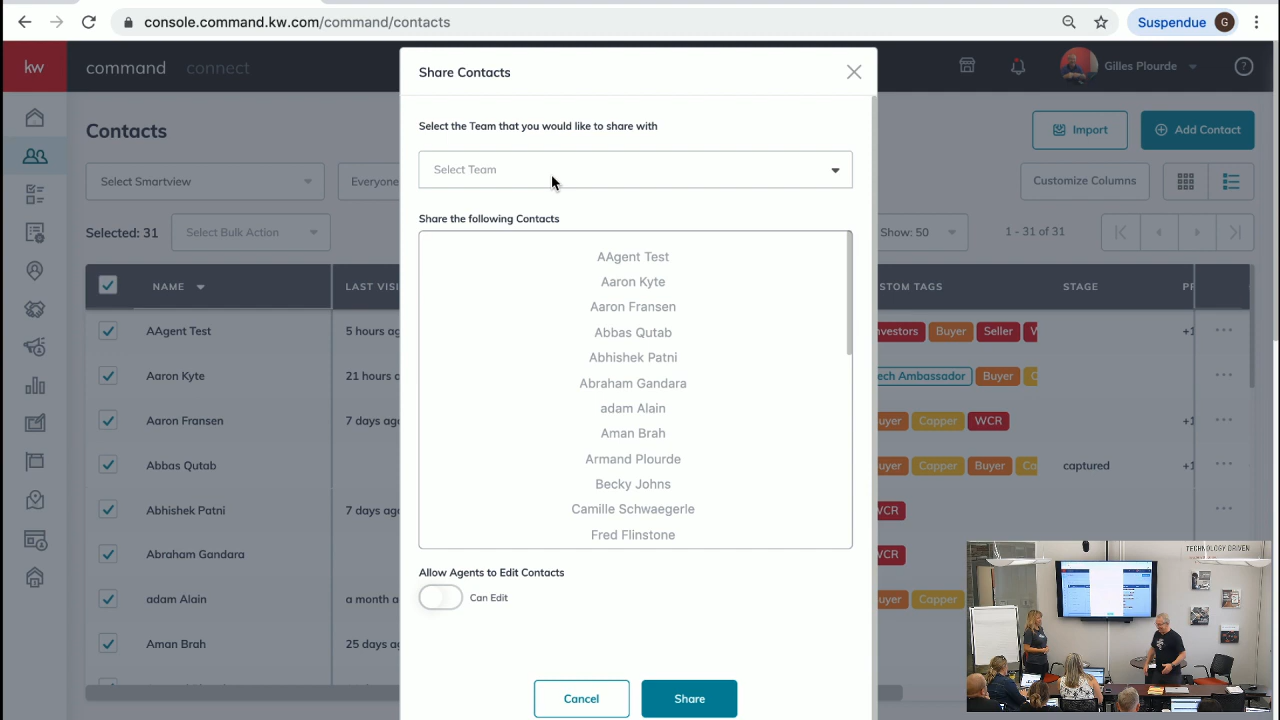 console.command.kw.com/command/contacts
Suspendue G
kw command connect
Gilles Plourde
?
Share Contacts
Select the Team that you would like to share with
Select Team
Share the following Contacts
AAgent Test
Aaron Kyte
Aaron Fransen
Abbas Qutab
Abhishek Patni
Abraham Gandara
adam Alain
Aman Brah
Armand Plourde
Becky Johns
Camille Schwaegerle
Fred Flinstone
Allow Agents to Edit Contacts
Can Edit
Cancel
Share
Contacts
Import
Add Contact
Select Smartview
Everyone
Customize Columns
Selected: 31
Select Bulk Action
Show: 50
1 - 31 of 31
NAME LAST VISI STOM TAGS STAGE PR
AAgent Test 5 hours ag nvestors Buyer Seller W +1
Aaron Kyte 21 hours a ech Ambassador Buyer C
Aaron Fransen 7 days ago uyer Capper WCR +1
Abbas Qutab uyer Capper Buyer Ca captured +1
Abhishek Patni 7 days ago WCR
Abraham Gandara WCR
adam Alain a month a uyer Capper
Aman Brah 25 days a
TECHNOLOGY DRIVEN